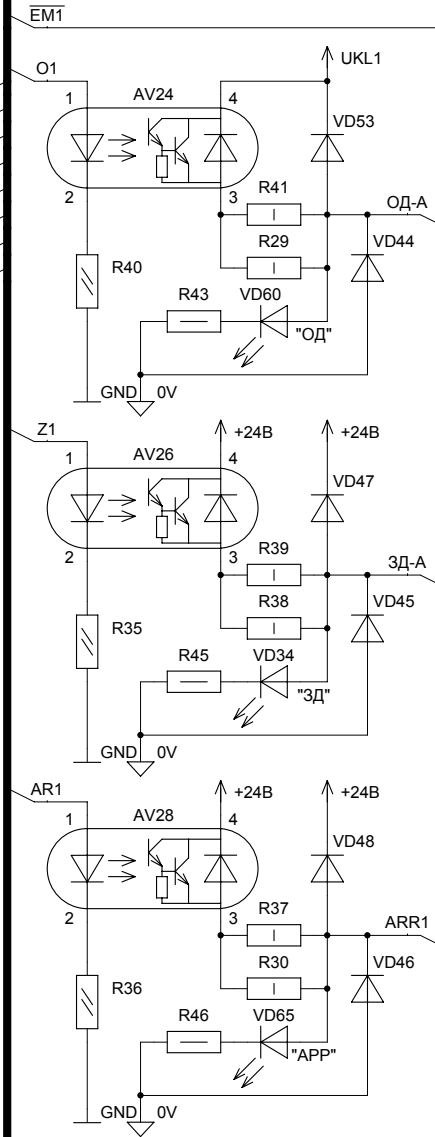 EM1
UKL1
O1
AV24
1
4
VD53
2
3
R41
ОД-А
R29
VD44
R40
R43
VD60
"ОД"
GND
0V
Z1
+24В
+24В
AV26
1
4
VD47
2
3
R39
ЗД-А
R38
VD45
R35
R45
VD34
"ЗД"
GND
0V
AR1
+24В
+24В
AV28
1
4
VD48
2
3
R37
ARR1
R30
VD46
R36
R46
VD65
"АРР"
GND
0V